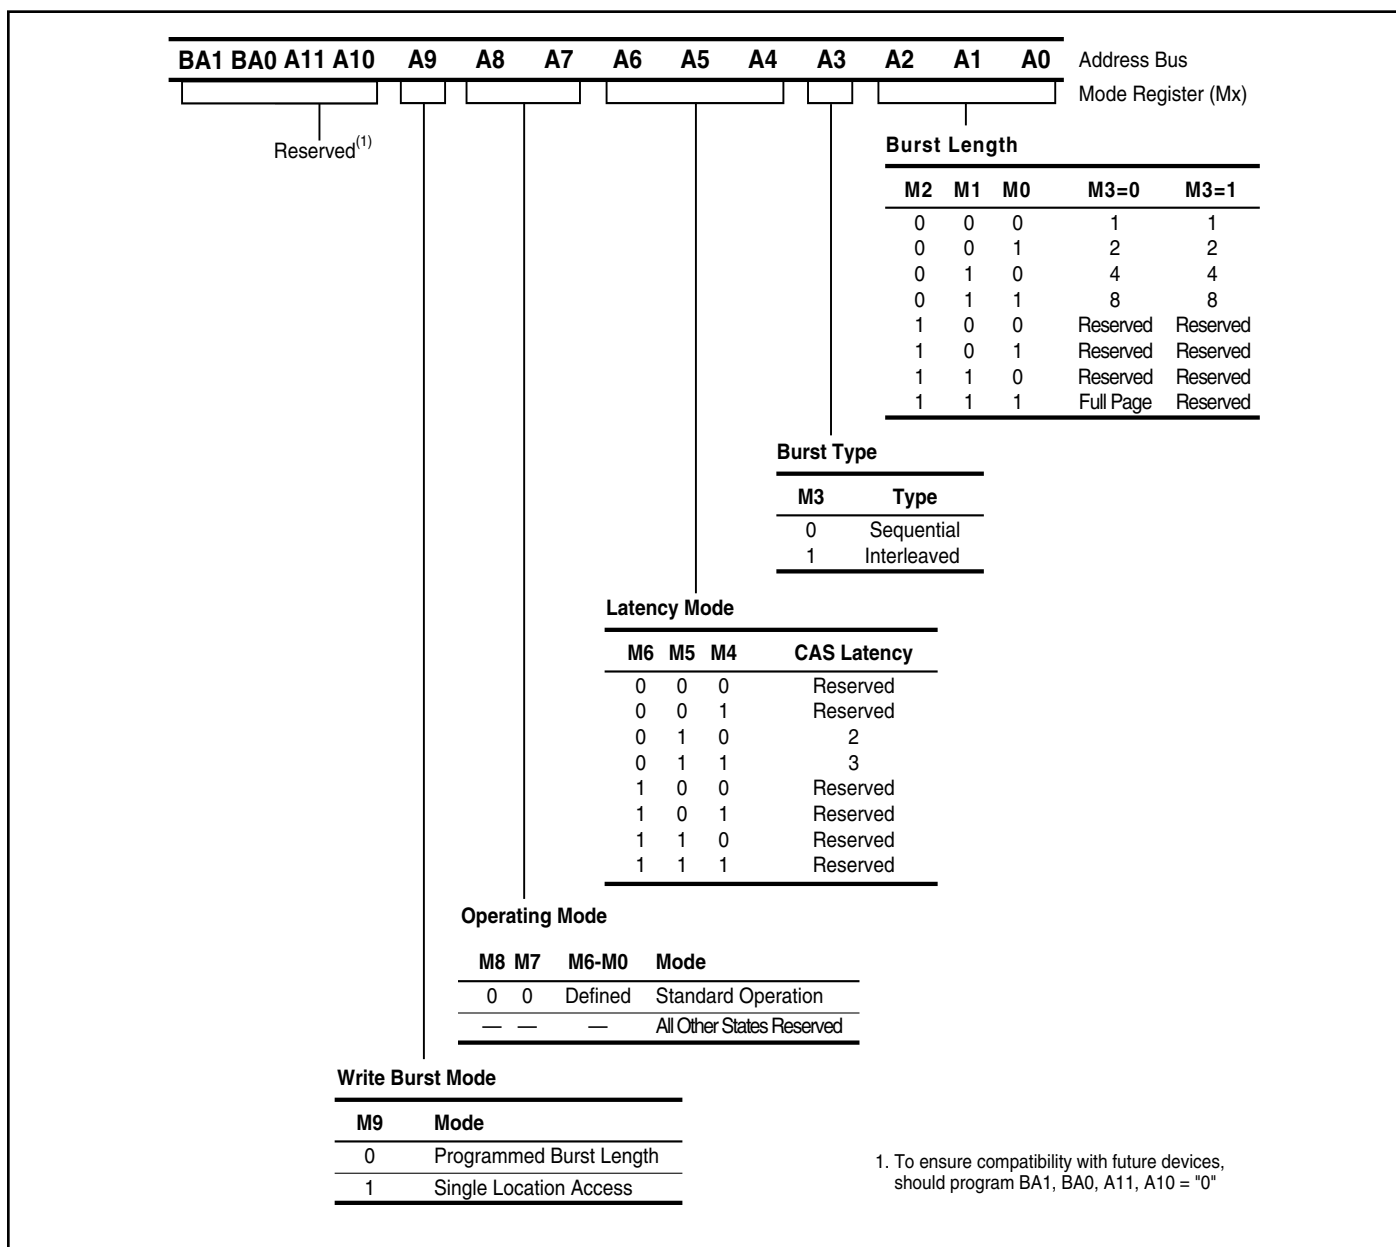 BA1 BA0 A11 A10 A9 A8 A7 A6 A5 A4 A3 A2 A1 A0 Address Bus
Mode Register (Mx)
Reserved(1)
Burst Length
M2 M1 M0 M3=0 M3=1
0 0 0 1 1
0 0 1 2 2
0 1 0 4 4
0 1 1 8 8
1 0 0 Reserved Reserved
1 0 1 Reserved Reserved
1 1 0 Reserved Reserved
1 1 1 Full Page Reserved
Burst Type
M3 Type
0 Sequential
1 Interleaved
Latency Mode
M6 M5 M4 CAS Latency
0 0 0 Reserved
0 0 1 Reserved
0 1 0 2
0 1 1 3
1 0 0 Reserved
1 0 1 Reserved
1 1 0 Reserved
1 1 1 Reserved
Operating Mode
M8 M7 M6-M0 Mode
0 0 Defined Standard Operation
— — — All Other States Reserved
Write Burst Mode
M9 Mode
0 Programmed Burst Length
1 Single Location Access
1. To ensure compatibility with future devices,
should program BA1, BA0, A11, A10 = "0"